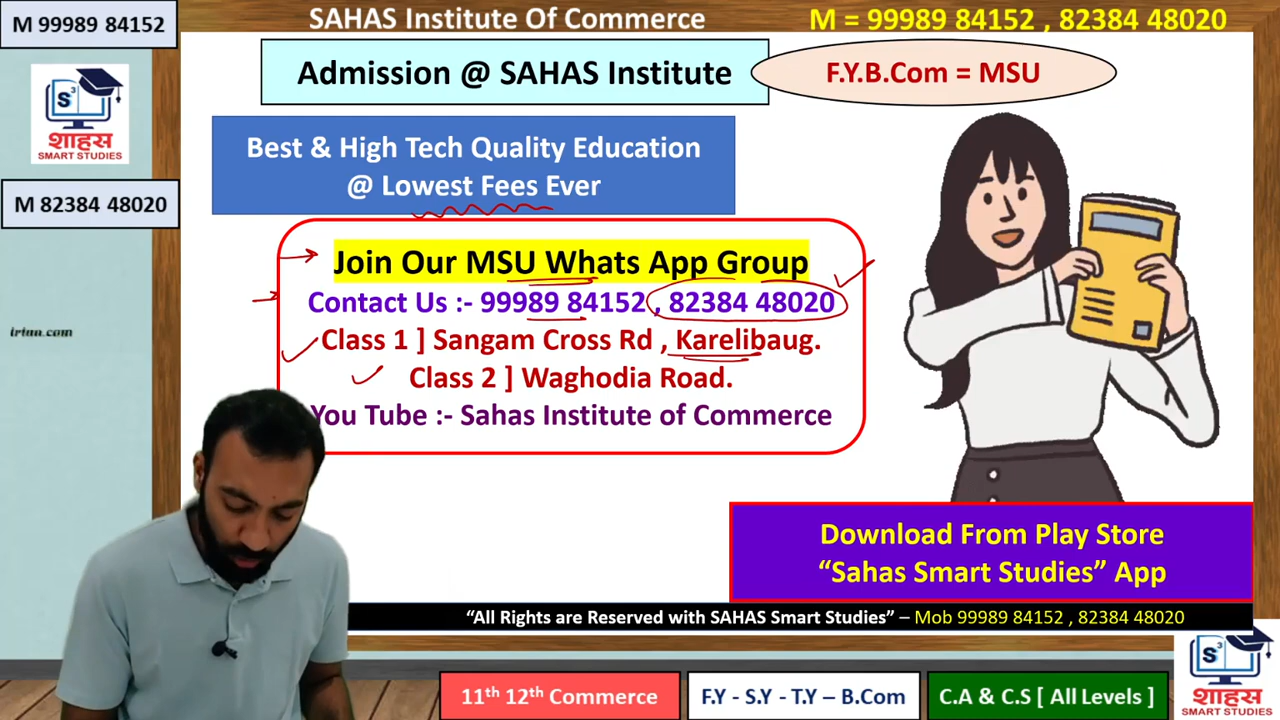 M 99989 84152
SAHAS Institute Of Commerce
M = 99989 84152 , 82384 48020
Admission @ SAHAS Institute
F.Y.B.Com = MSU
S³
शाहस
SMART STUDIES
M 82384 48020
Best & High Tech Quality Education
@ Lowest Fees Ever
Join Our MSU Whats App Group
Contact Us :- 99989 84152 , 82384 48020
Class 1 ] Sangam Cross Rd , Karelibaug.
Class 2 ] Waghodia Road.
You Tube :- Sahas Institute of Commerce
Download From Play Store
“Sahas Smart Studies” App
“All Rights are Reserved with SAHAS Smart Studies” – Mob 99989 84152 , 82384 48020
11th 12th Commerce
F.Y - S.Y - T.Y – B.Com
C.A & C.S [ All Levels ]
S³
शाहस
SMART STUDIES